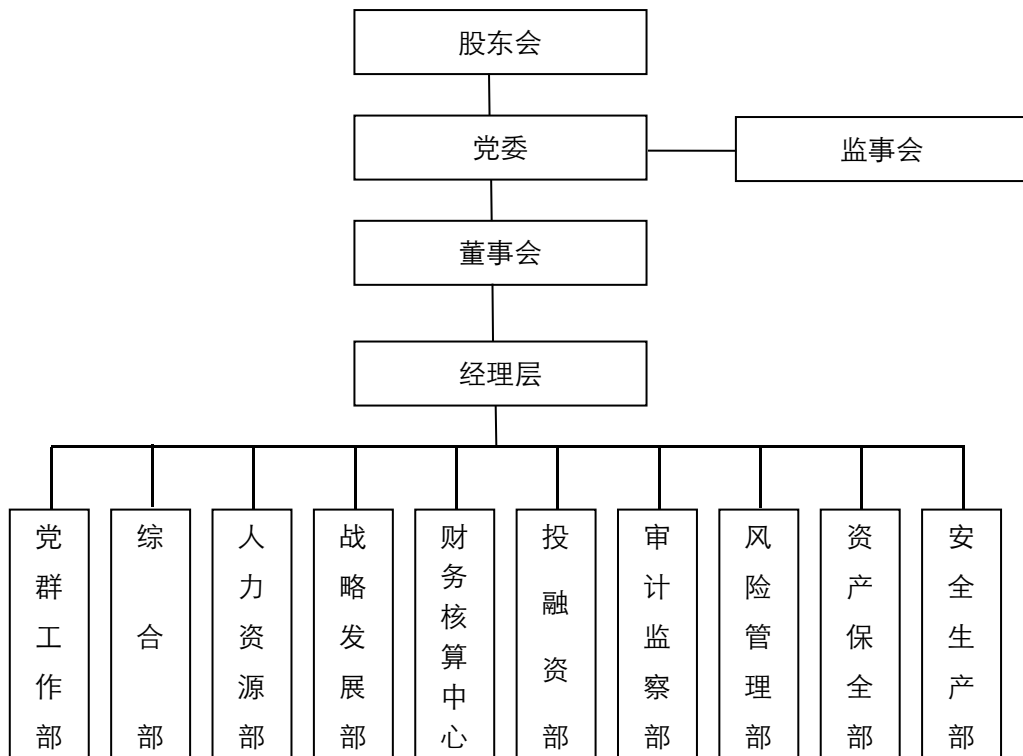 股东会
党委
监事会
董事会
经理层
党群工作部
综合部
人力资源部
战略发展部
财务核算中心
投融资部
审计监察部
风险管理部
资产保全部
安全生产部